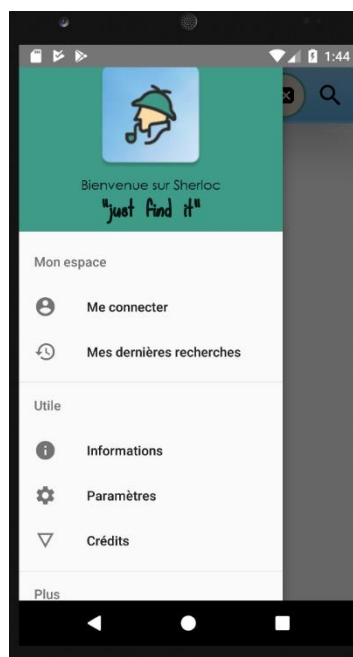 1:44
Bienvenue sur Sherloc
"just find it"
Mon espace
Me connecter
Mes dernières recherches
Utile
Informations
Paramètres
Crédits
Plus